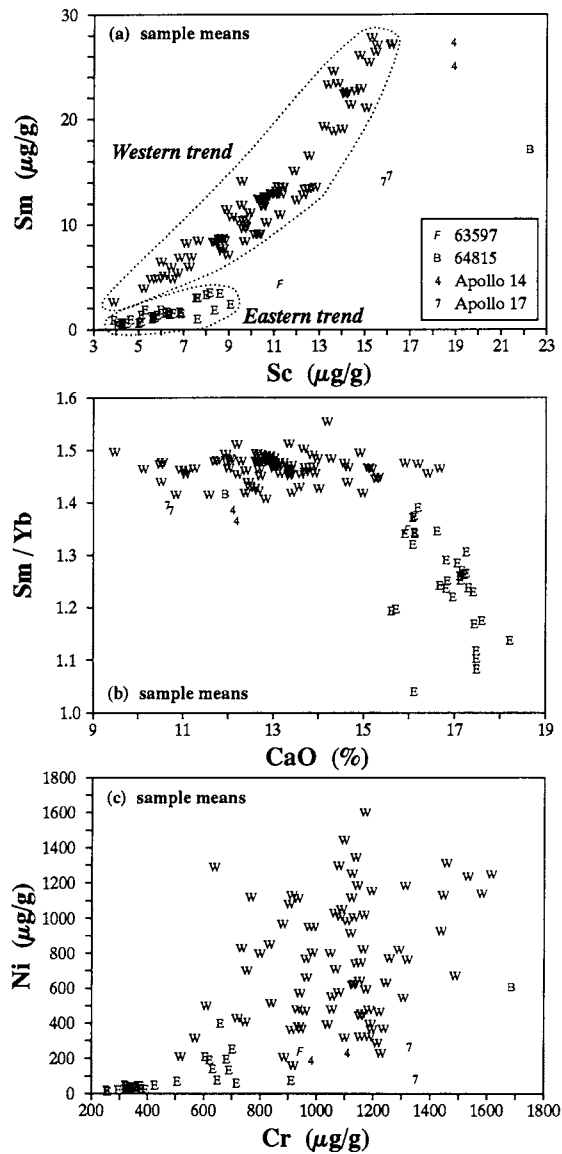 (a) sample means
Sm (µg/g)
30
20
10
0
Western trend
Eastern trend
F 63597
B 64815
4 Apollo 14
7 Apollo 17
3 5 7 9 11 13 15 17 19 21 23
Sc (µg/g)
Sm / Yb
1.6
1.5
1.4
1.3
1.2
1.1
1.0
(b) sample means
9 11 13 15 17 19
CaO (%)
(c) sample means
Ni (µg/g)
1800
1600
1400
1200
1000
800
600
400
200
0
200 400 600 800 1000 1200 1400 1600 1800
Cr (µg/g)